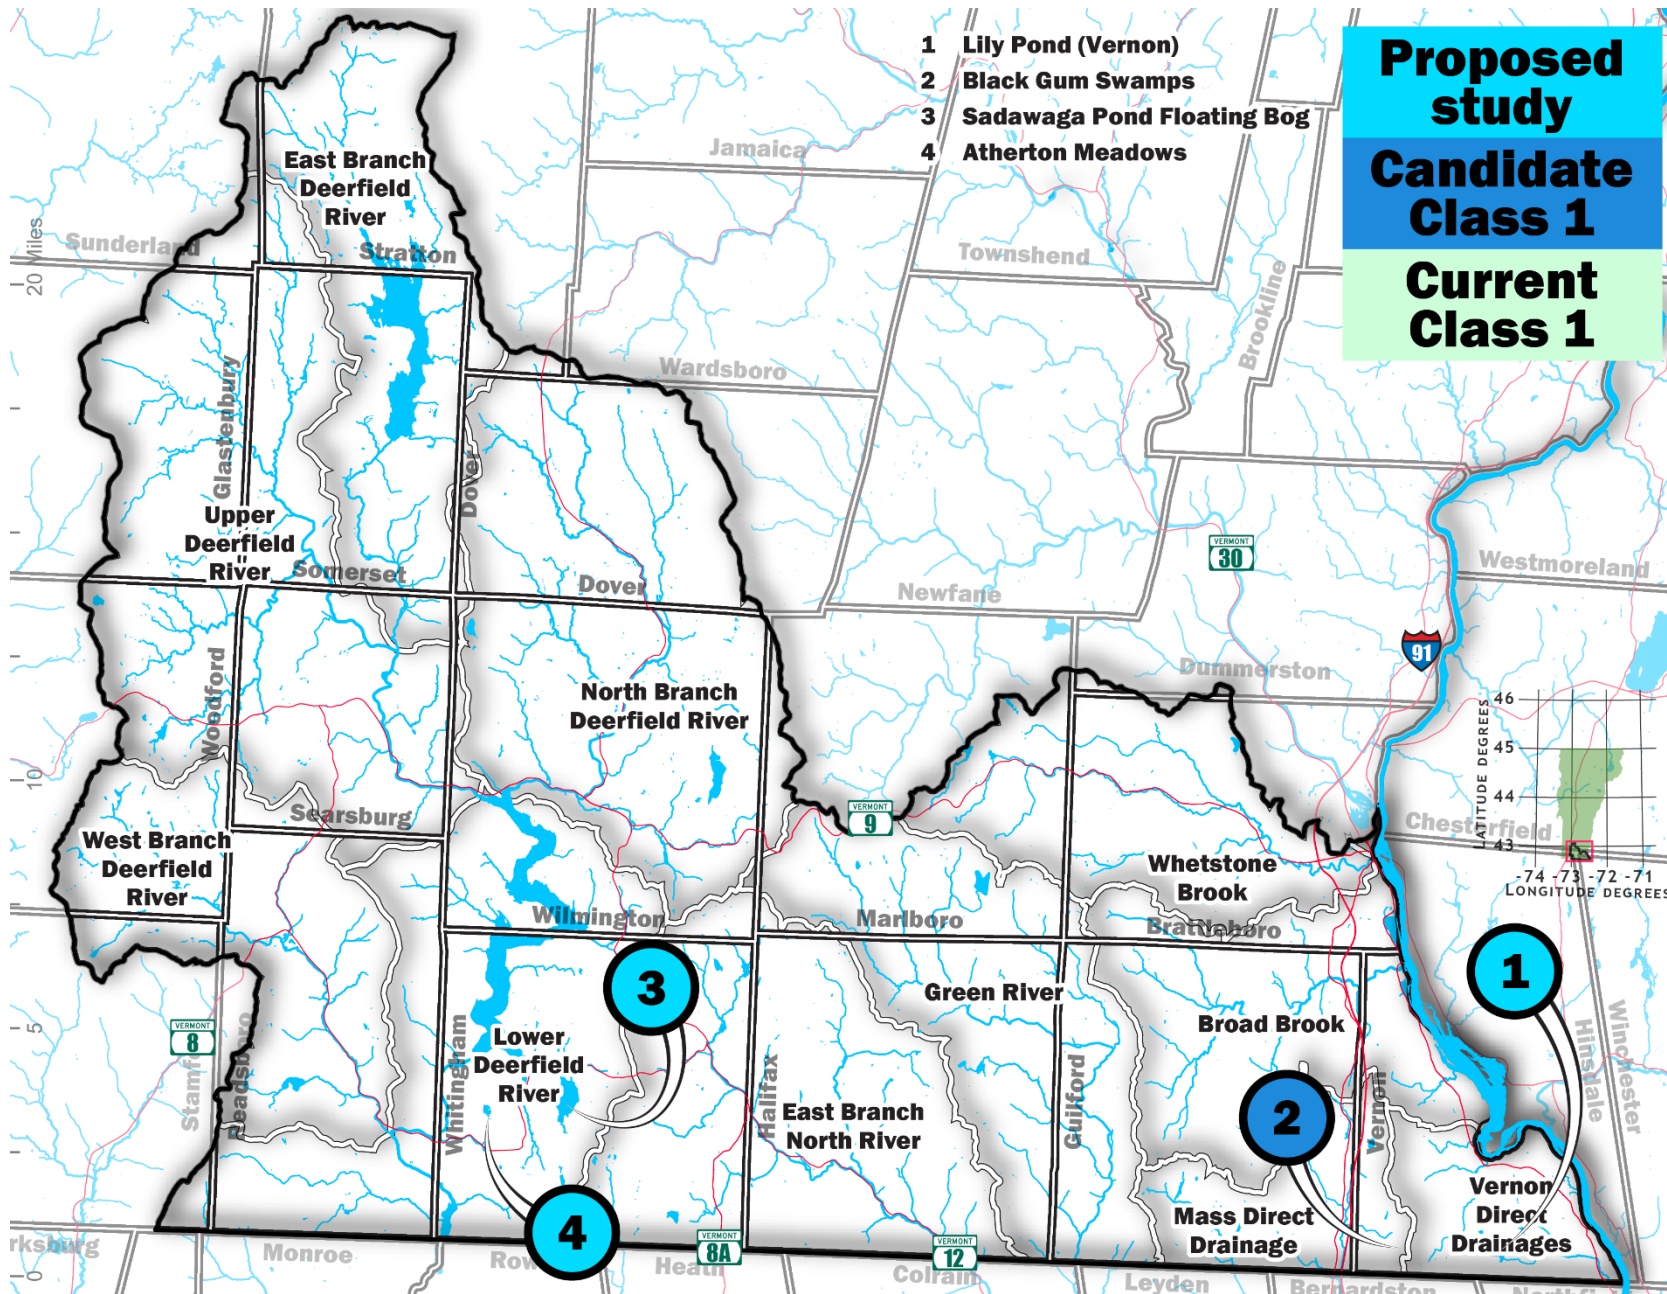 1 Lily Pond (Vernon)
2 Black Gum Swamps
3 Sadawaga Pond Floating Bog
4 Atherton Meadows
Proposed
study
Candidate
Class 1
Current
Class 1
Jamaica
East Branch
Deerfield
River
Sunderland
Stratton
Townshend
Brookline
20 Miles
Wardsboro
Glastenbury
Dover
Upper
Deerfield
River
Somerset
Dover
Newfane
VERMONT
30
Westmoreland
91
Dummerston
Woodford
North Branch
Deerfield River
46
45
44
43
LATITUDE DEGREES
-74 -73 -72 -71
LONGITUDE DEGREES
10
Searsburg
VERMONT
9
Chesterfield
West Branch
Deerfield
River
Whetstone
Brook
Wilmington
Marlboro
Brattleboro
3
1
Green River
Broad Brook
5
VERMONT
8
Readsboro
Whitingham
Lower
Deerfield
River
Halifax
Guilford
Vernon
Hinsdale
Winchester
East Branch
North River
2
4
Mass Direct
Drainage
Vernon
Direct
Drainages
0
Monroe
VERMONT
8A
Heath
VERMONT
12
Colrain
Leyden
Bernardston